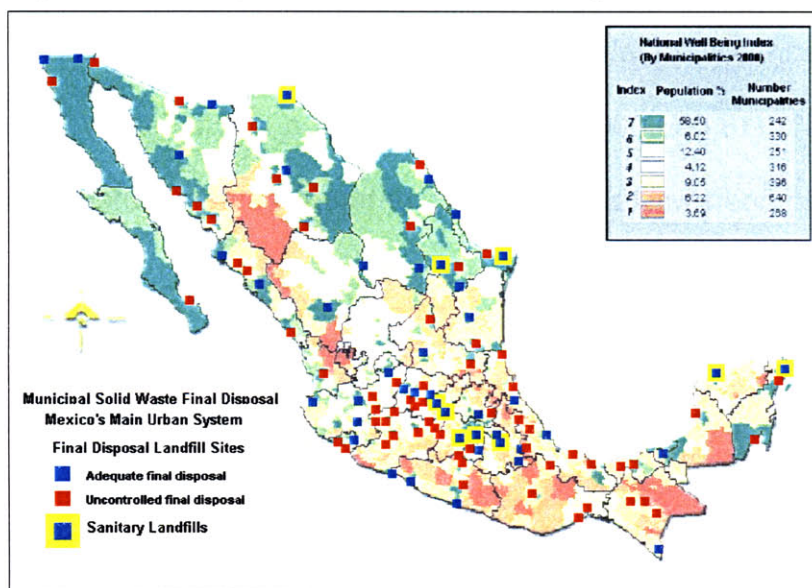 National Well Being Index
(By Municipalities 2000)
Index Population % Number Municipalities
7 58.50 242
6 6.02 330
5 12.40 251
4 4.12 316
3 9.05 396
2 6.22 640
1 3.69 268
Municipal Solid Waste Final Disposal
Mexico's Main Urban System
Final Disposal Landfill Sites
Adequate final disposal
Uncontrolled final disposal
Sanitary Landfills